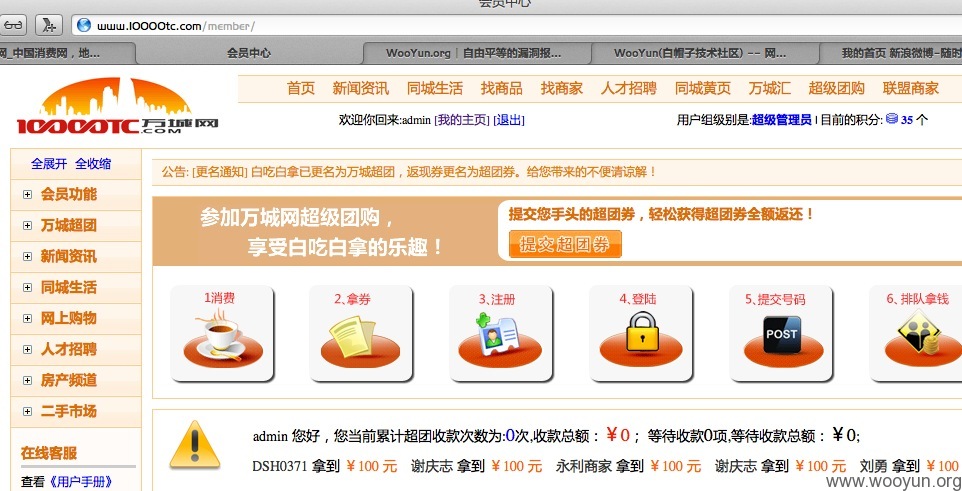 会员中心
www.10000tc.com/member/
网_中国消费网，地...
会员中心
WooYun.org | 自由平等的漏洞报...
WooYun(白帽子技术社区) -- 网...
我的首页 新浪微博-随时
10000TC.COM 万城网
首页 新闻资讯 同城生活 找商品 找商家 人才招聘 同城黄页 万城汇 超级团购 联盟商家
欢迎你回来:admin [我的主页] [退出]
用户组级别是:超级管理员 | 目前的积分: 35 个
全展开 全收缩
会员功能
万城超团
新闻资讯
同城生活
网上购物
人才招聘
房产频道
二手市场
在线客服
查看《用户手册》
公告: [更名通知] 白吃白拿已更名为万城超团，返现券更名为超团券。给您带来的不便请谅解！
参加万城网超级团购，
享受白吃白拿的乐趣！
提交您手头的超团券，轻松获得超团券全额返还！
提交超团券
1消费
2、拿券
3、注册
4、登陆
5、提交号码
POST
6、排队拿钱
admin 您好，您当前累计超团收款次数为:0次,收款总额：￥0； 等待收款0项,等待收款总额：￥0;
DSH0371 拿到 ￥100 元 谢庆志 拿到 ￥100 元 永利商家 拿到 ￥100 元 谢庆志 拿到 ￥100 元 刘勇 拿到 ￥100
www.wooyun.org